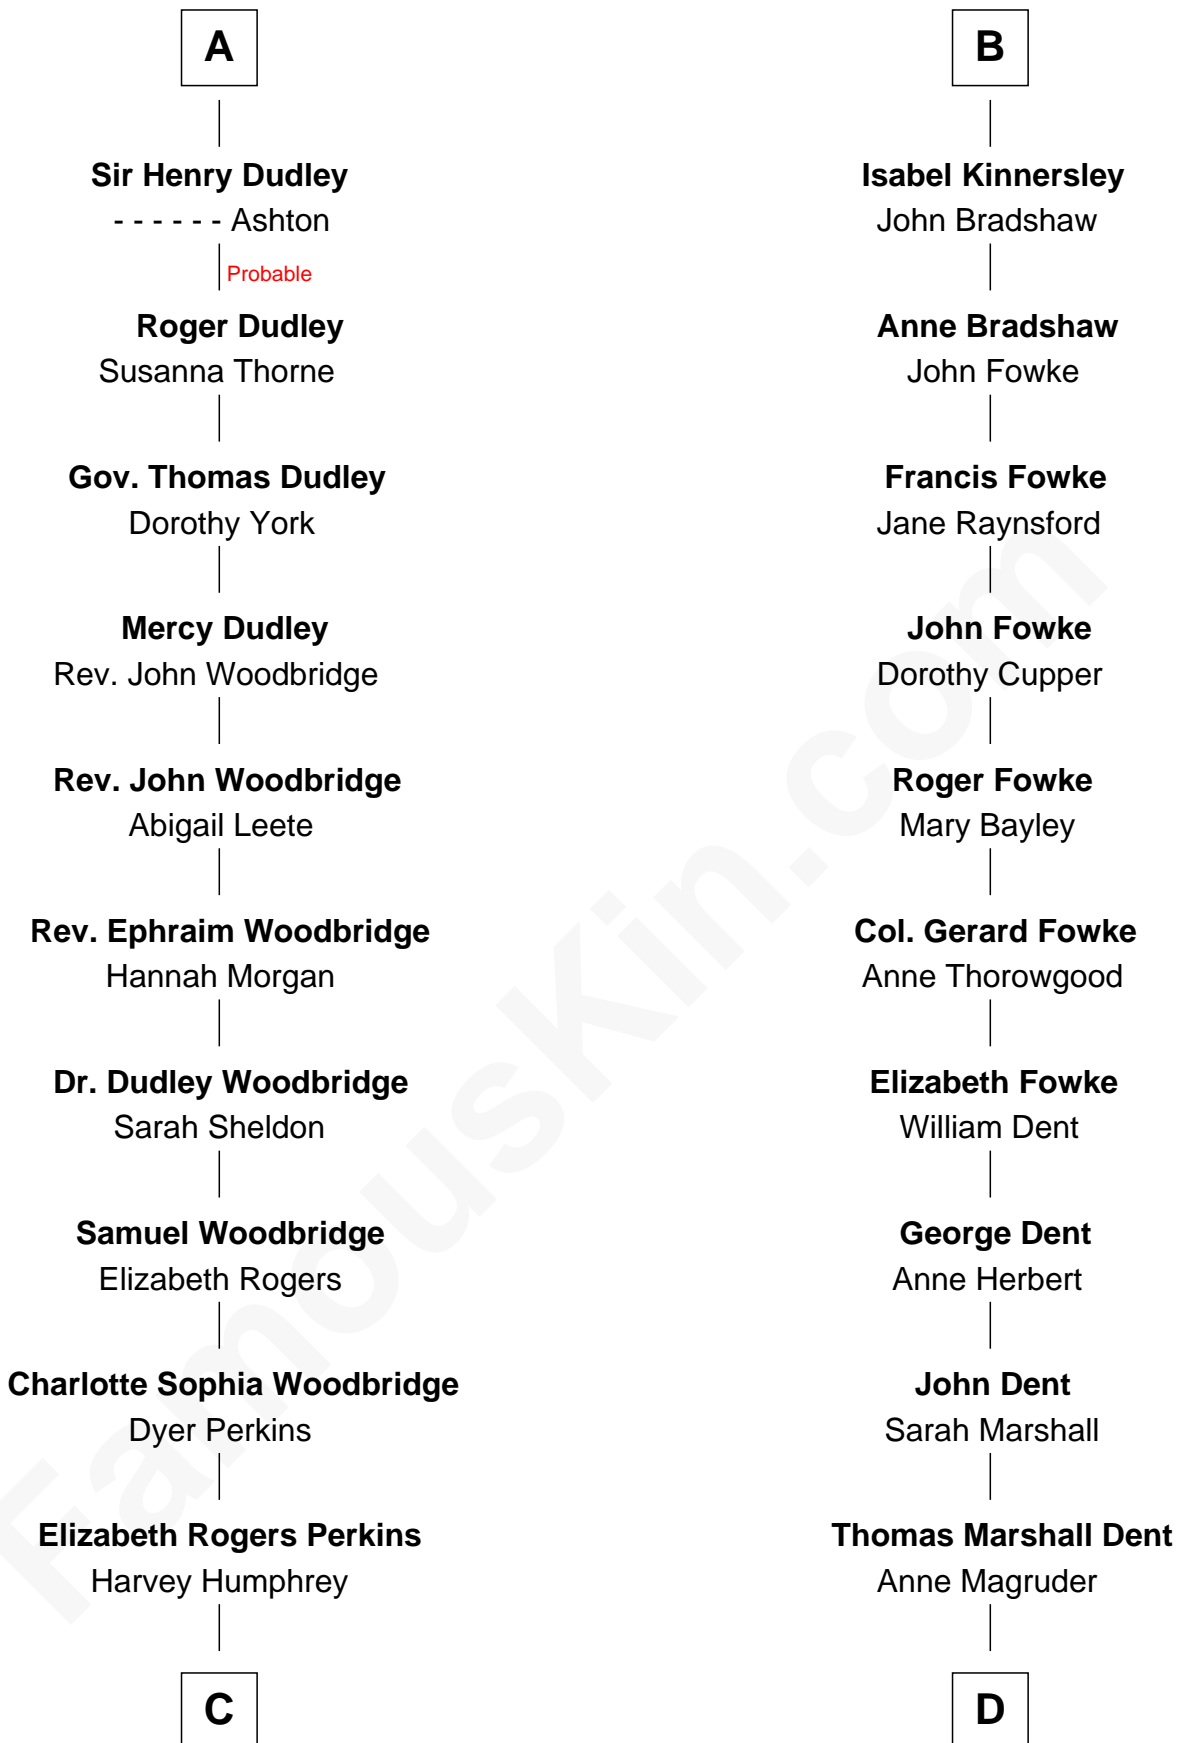 A
Sir Henry Dudley
- - - - - - Ashton
Probable
Roger Dudley
Susanna Thorne
Gov. Thomas Dudley
Dorothy York
Mercy Dudley
Rev. John Woodbridge
Rev. John Woodbridge
Abigail Leete
Rev. Ephraim Woodbridge
Hannah Morgan
Dr. Dudley Woodbridge
Sarah Sheldon
Samuel Woodbridge
Elizabeth Rogers
Charlotte Sophia Woodbridge
Dyer Perkins
Elizabeth Rogers Perkins
Harvey Humphrey
C
B
Isabel Kinnersley
John Bradshaw
Anne Bradshaw
John Fowke
Francis Fowke
Jane Raynsford
John Fowke
Dorothy Cupper
Roger Fowke
Mary Bayley
Col. Gerard Fowke
Anne Thorowgood
Elizabeth Fowke
William Dent
George Dent
Anne Herbert
John Dent
Sarah Marshall
Thomas Marshall Dent
Anne Magruder
D
FamousKin.com